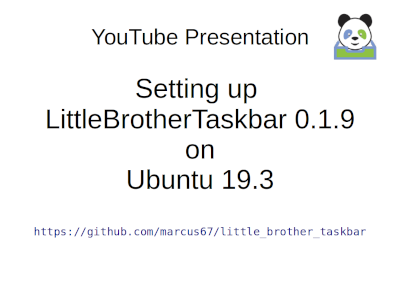 YouTube Presentation
Setting up
LittleBrotherTaskbar 0.1.9
on
Ubuntu 19.3
https://github.com/marcus67/little_brother_taskbar